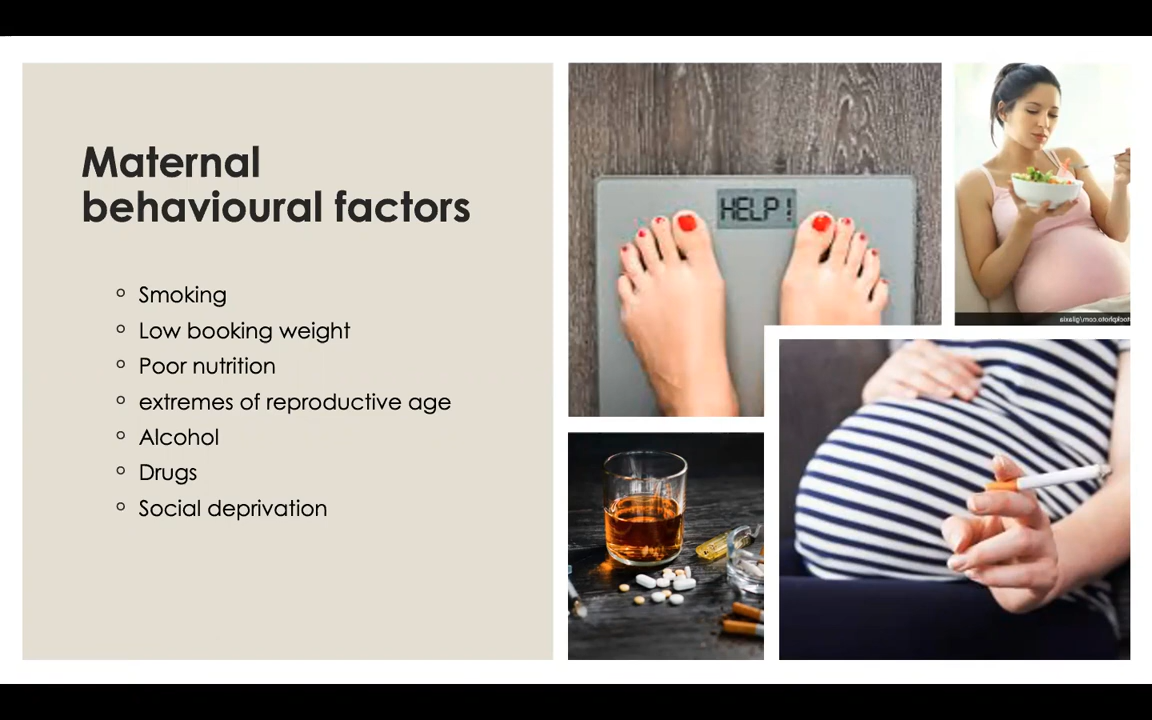 Maternal
behavioural factors
Smoking
Low booking weight
Poor nutrition
extremes of reproductive age
Alcohol
Drugs
Social deprivation
HELP!